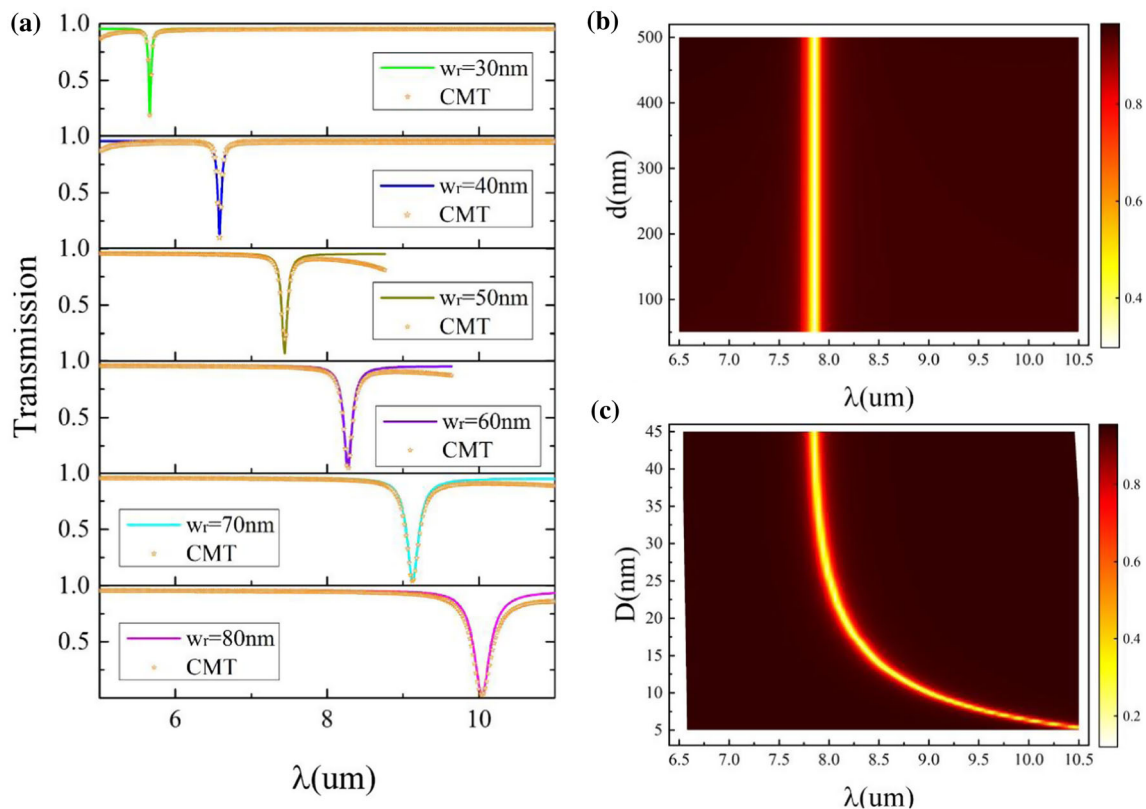 (a)
Transmission
1.0
0.5
wr=30nm
CMT
1.0
0.5
wr=40nm
CMT
1.0
0.5
wr=50nm
CMT
1.0
0.5
wr=60nm
CMT
1.0
0.5
wr=70nm
CMT
1.0
0.5
wr=80nm
CMT
6 8 10
λ(um)
(b)
d(nm)
500
400
300
200
100
6.5 7.0 7.5 8.0 8.5 9.0 9.5 10.0 10.5
λ(um)
0.8
0.6
0.4
(c)
D(nm)
45
40
35
30
25
20
15
10
5
6.5 7.0 7.5 8.0 8.5 9.0 9.5 10.0 10.5
λ(um)
0.8
0.6
0.4
0.2